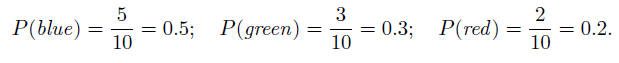 P(blue) = 5/10 = 0.5; P(green) = 3/10 = 0.3; P(red) = 2/10 = 0.2.